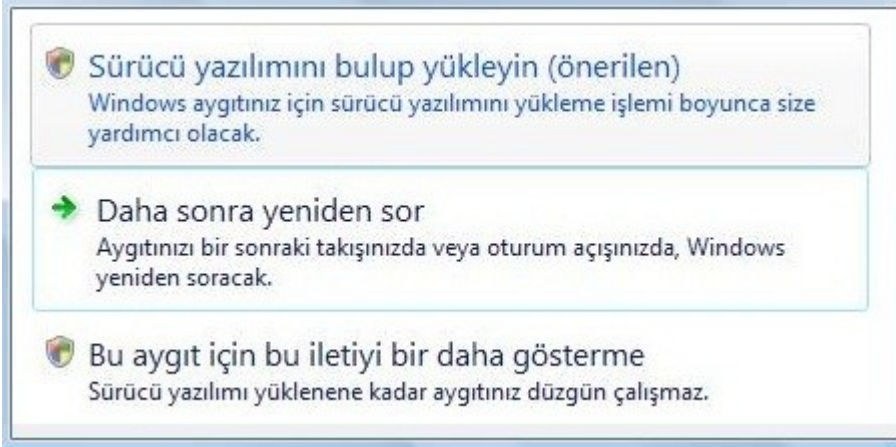 Sürücü yazılımını bulup yükleyin (önerilen)
Windows aygıtınız için sürücü yazılımını yükleme işlemi boyunca size
yardımcı olacak.
Daha sonra yeniden sor
Aygıtınızı bir sonraki takışınızda veya oturum açışınızda, Windows
yeniden soracak.
Bu aygıt için bu iletiyi bir daha gösterme
Sürücü yazılımı yüklenene kadar aygıtınız düzgün çalışmaz.